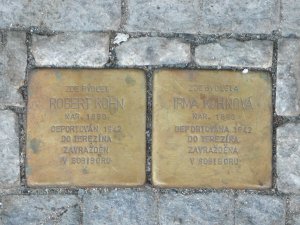 ZDE BYDLEL
ROBERT KOHN
NAR.
DEPORTOVÁN 1942
DO TEREZÍNA
ZAVRAŽDĚN
V SOBIBORU
ZDE BYDLELA
IRMA KOHNOVÁ
NAR.
DEPORTOVÁNA 1942
DO TEREZÍNA
ZAVRAŽDĚNA
V SOBIBORU